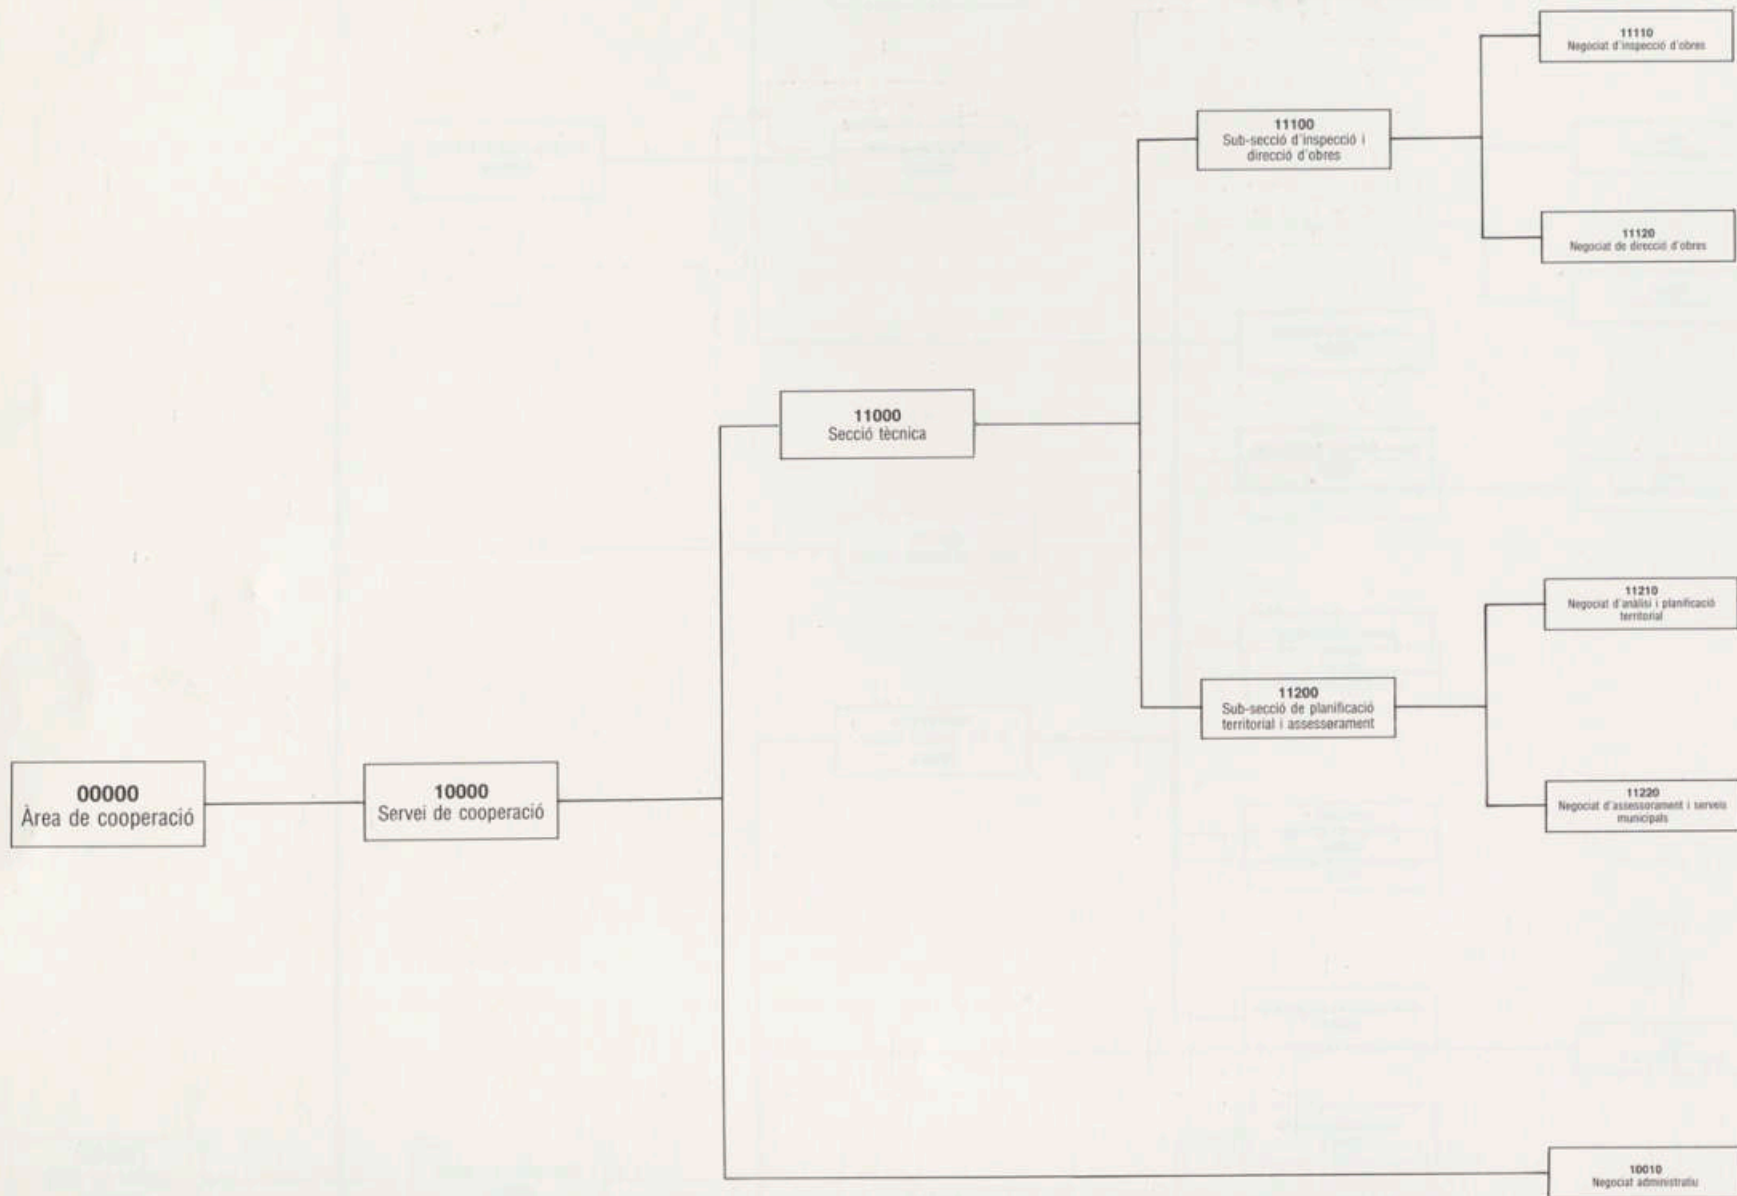 11110
Negociat d'inspecció d'obres
11100
Sub-secció d'inspecció i
direcció d'obres
11120
Negociat de direcció d'obres
11000
Secció tècnica
11210
Negociat d'anàlisi i planificació
territorial
11200
Sub-secció de planificació
territorial i assessorament
00000
Àrea de cooperació
10000
Servei de cooperació
11220
Negociat d'assessorament i serveis
municipals
10010
Negociat administratiu